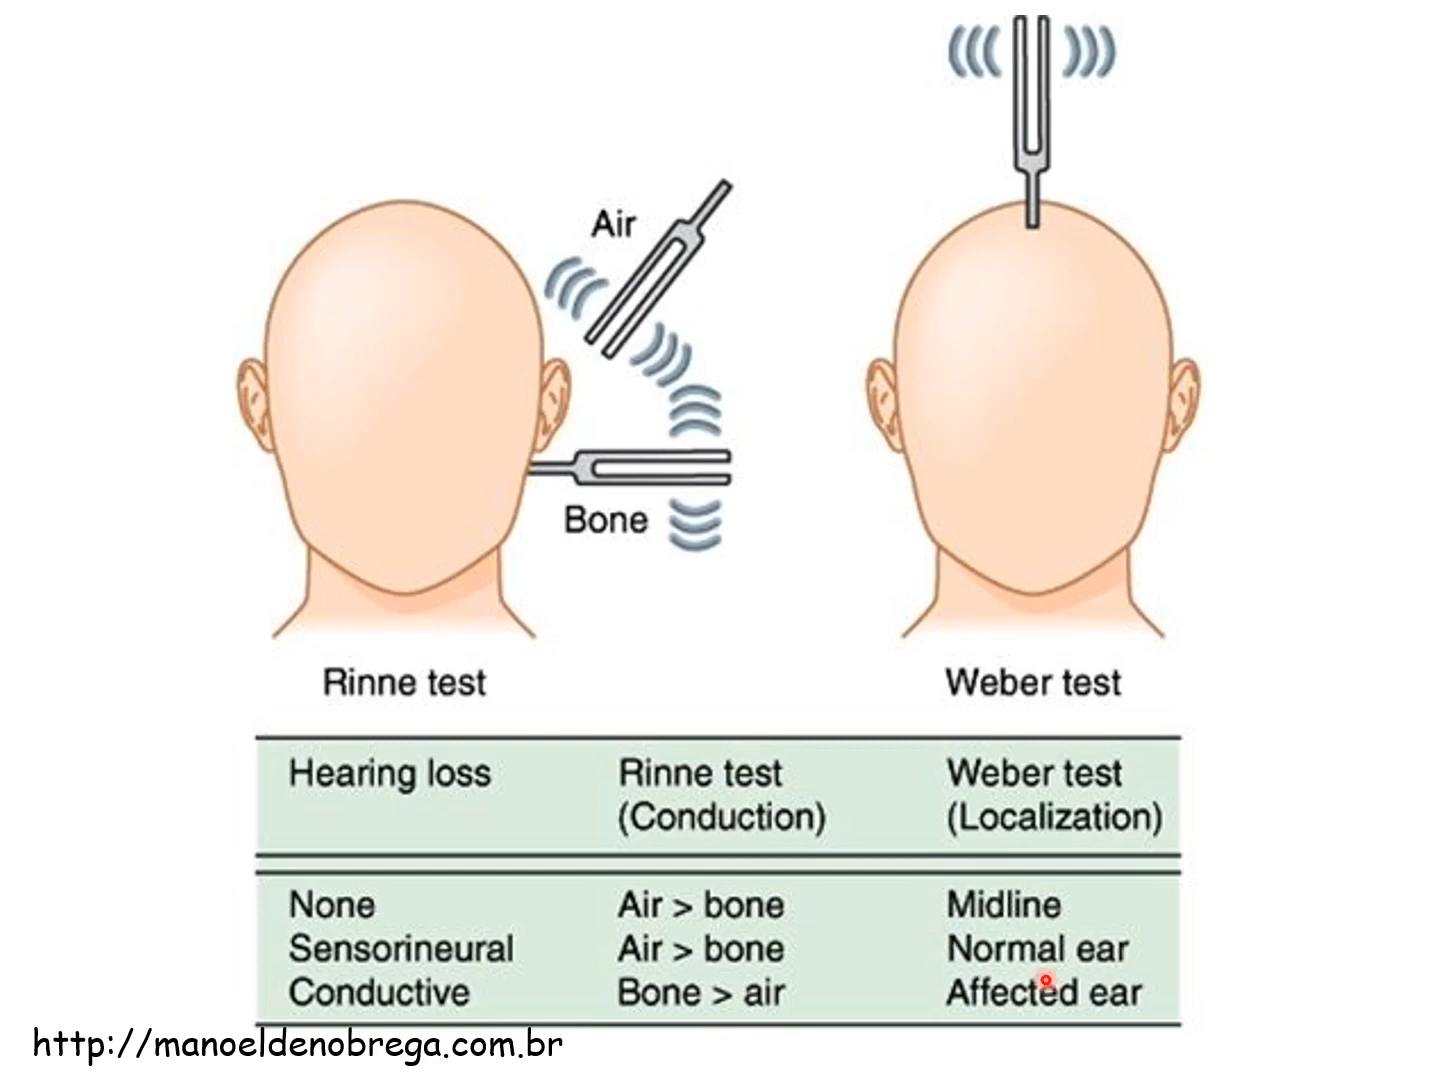 Air
Bone
Rinne test
Weber test
Hearing loss Rinne test (Conduction) Weber test (Localization)
None Air > bone Midline
Sensorineural Air > bone Normal ear
Conductive Bone > air Affected ear
http://manoeldenobrega.com.br